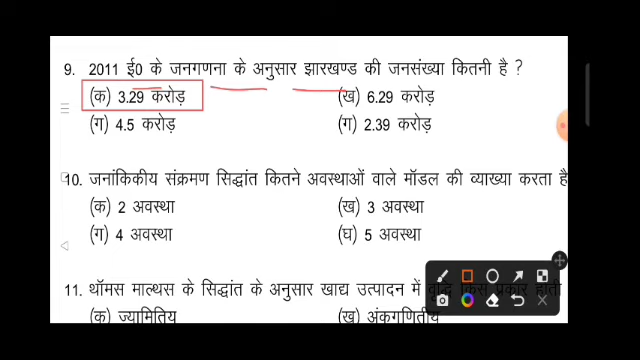 9. 2011 ई0 के जनगणना के अनुसार झारखण्ड की जनसंख्या कितनी है ?
(क) 3.29 करोड़ (ख) 6.29 करोड़
(ग) 4.5 करोड़ (ग) 2.39 करोड़
10. जनांकिकीय संक्रमण सिद्धांत कितने अवस्थाओं वाले मॉडल की व्याख्या करता है
(क) 2 अवस्था (ख) 3 अवस्था
(ग) 4 अवस्था (घ) 5 अवस्था
11. थॉमस माल्थस के सिद्धांत के अनुसार खाद्य उत्पादन में वृद्धि किस प्रकार होती
(क) ज्यामितिय (ख) अंकगणितीय